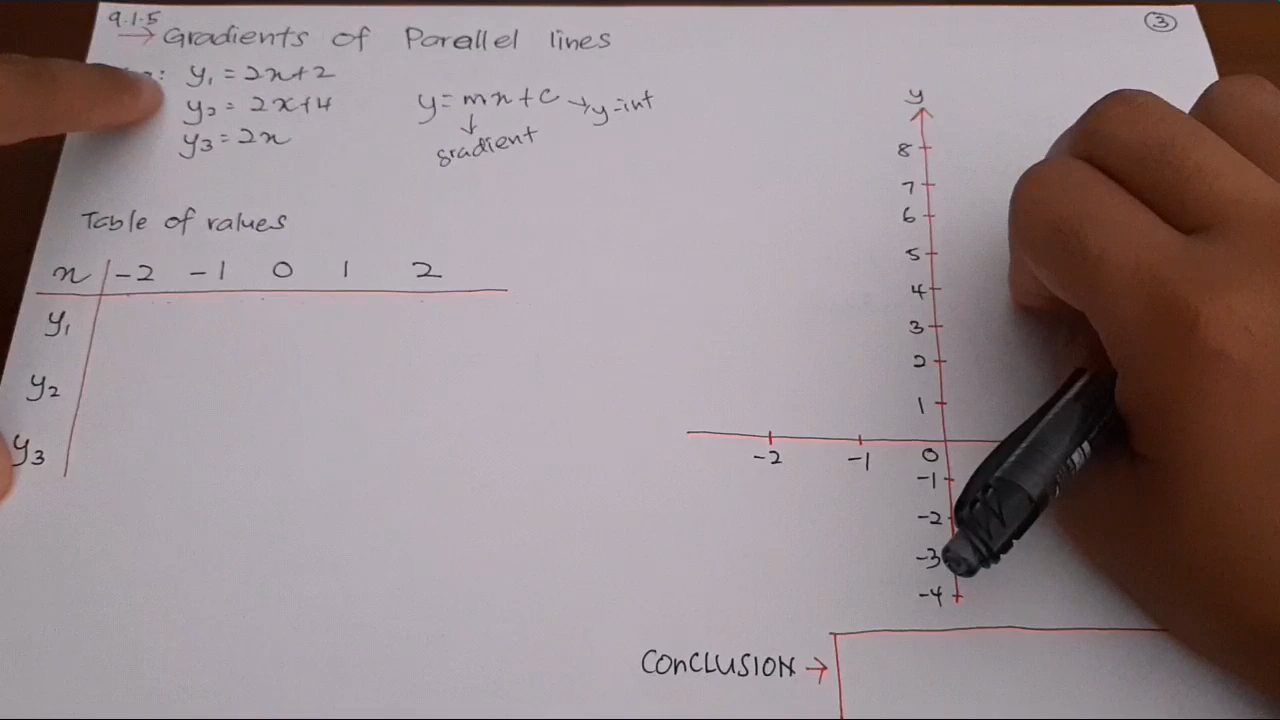 9.1.5
→ Gradients of Parallel lines
3
: y₁ = 2x+2
y₂ = 2x+4
y₃ = 2x
y = mx + c → y-int
↓
gradient
Table of values
x -2 -1 0 1 2
y₁
y₂
y₃
y
8
7
6
5
4
3
2
1
-2 -1 0
-1
-2
-3
-4
CONCLUSION →